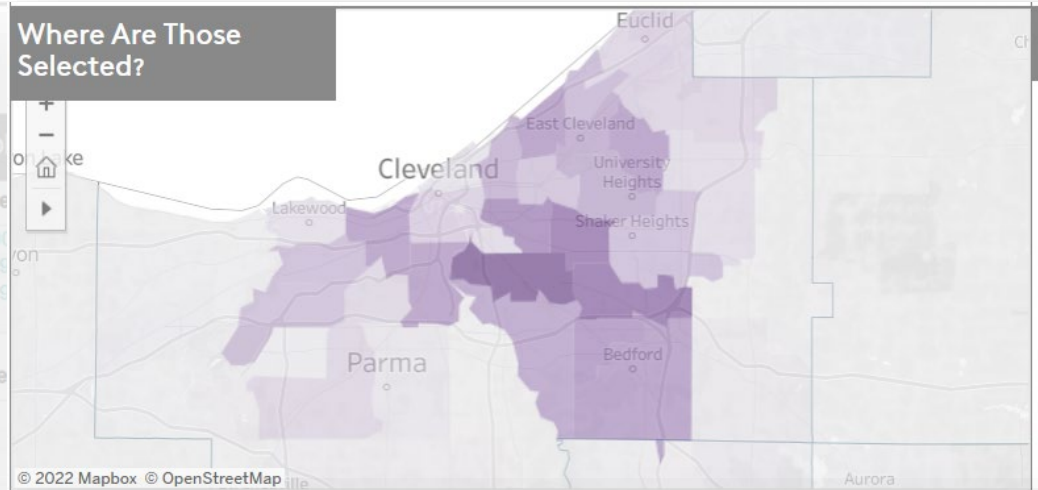 Where Are Those
Selected?
Euclid
East Cleveland
Cleveland
University
Heights
Lakewood
Shaker Heights
Parma
Bedford
© 2022 Mapbox © OpenStreetMap
Aurora